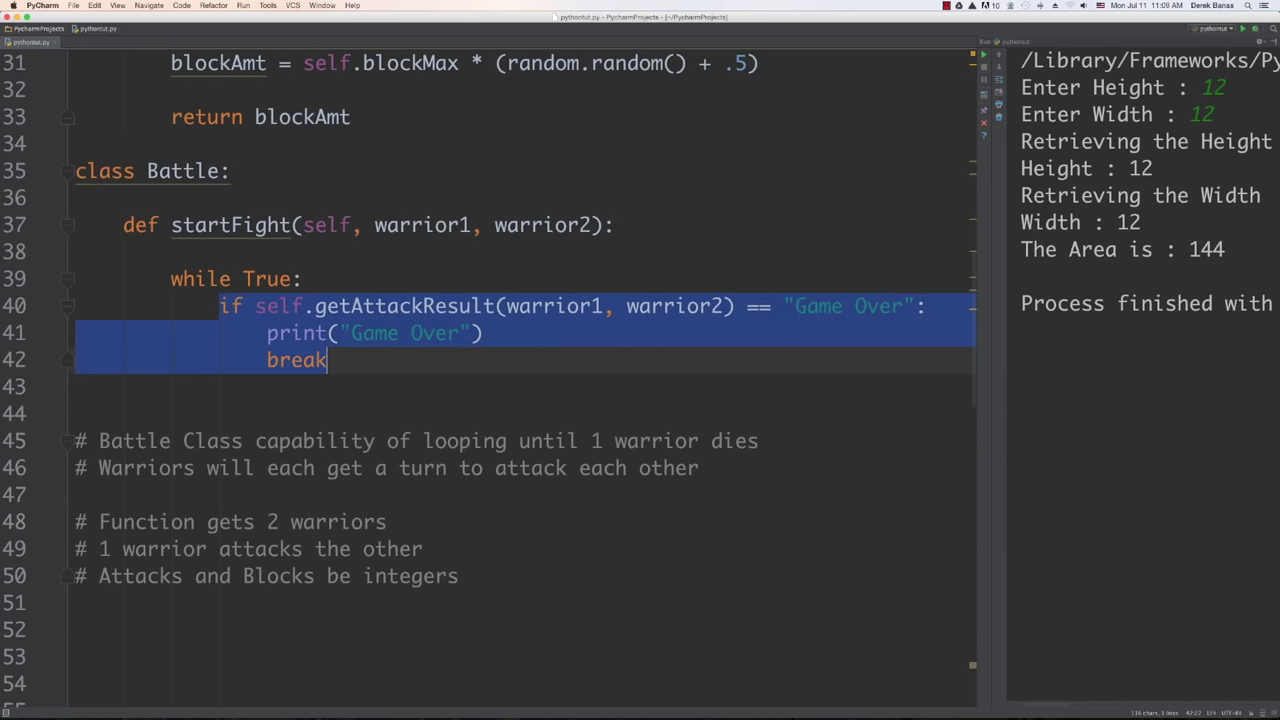 PyCharm File Edit View Navigate Code Refactor Run Tools VCS Window Help
10 Mon Jul 11 11:09 AM Derek Banas
pythontut.py - PycharmProjects - [~/PycharmProjects]
PycharmProjects pythontut.py pythontut
pythontut.py Run pythontut
31 blockAmt = self.blockMax * (random.random() + .5)
32
33 return blockAmt
34
35 class Battle:
36
37 def startFight(self, warrior1, warrior2):
38
39 while True:
40 if self.getAttackResult(warrior1, warrior2) == "Game Over":
41 print("Game Over")
42 break
43
44
45 # Battle Class capability of looping until 1 warrior dies
46 # Warriors will each get a turn to attack each other
47
48 # Function gets 2 warriors
49 # 1 warrior attacks the other
50 # Attacks and Blocks be integers
51
52
53
54
/Library/Frameworks/Py
Enter Height : 12
Enter Width : 12
Retrieving the Height
Height : 12
Retrieving the Width
Width : 12
The Area is : 144
Process finished with
116 chars, 3 lines 42:22 LF÷ UTF-8÷